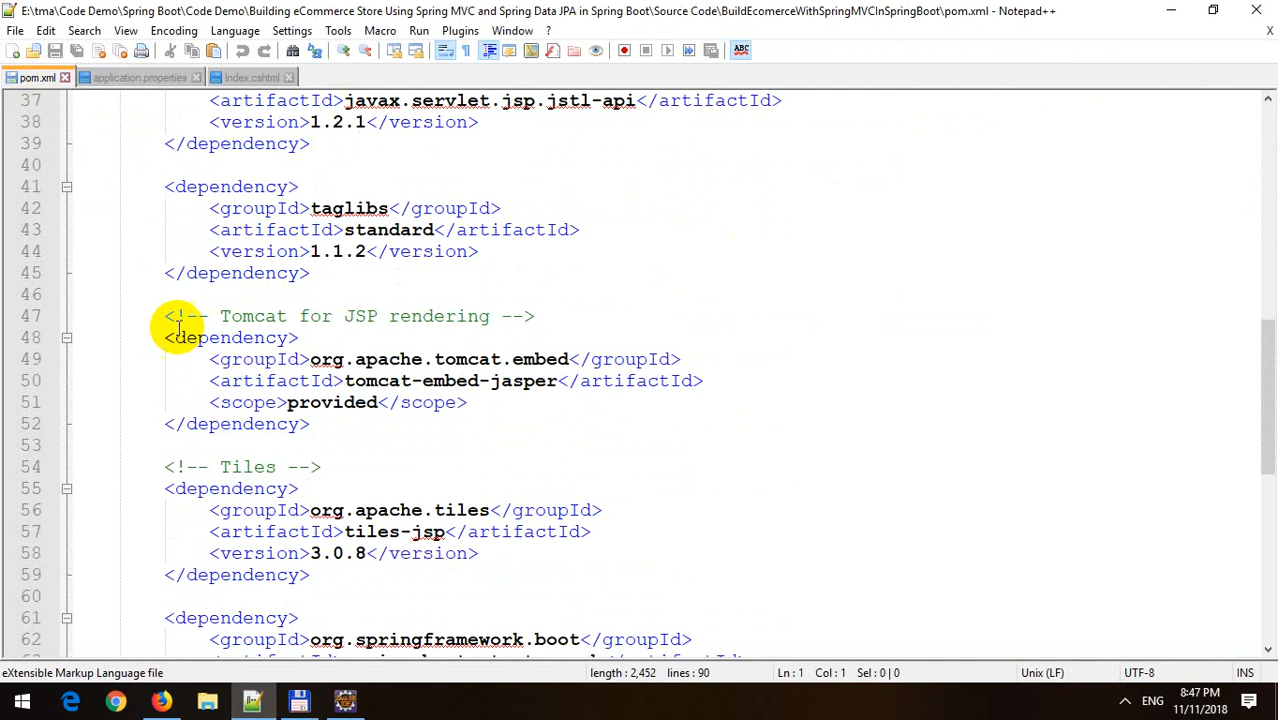 E:\tma\Code Demo\Spring Boot\Code Demo\Building eCommerce Store Using Spring MVC and Spring Data JPA in Spring Boot\Source Code\BuildEcomerceWithSpringMVCInSpringBoot\pom.xml - Notepad++
File Edit Search View Encoding Language Settings Tools Macro Run Plugins Window ? X
ABC
pom.xml application.properties Index.cshtml
37 <artifactId>javax.servlet.jsp.jstl-api</artifactId>
38 <version>1.2.1</version>
39 </dependency>
40
41 <dependency>
42 <groupId>taglibs</groupId>
43 <artifactId>standard</artifactId>
44 <version>1.1.2</version>
45 </dependency>
46
47 <!-- Tomcat for JSP rendering -->
48 <dependency>
49 <groupId>org.apache.tomcat.embed</groupId>
50 <artifactId>tomcat-embed-jasper</artifactId>
51 <scope>provided</scope>
52 </dependency>
53
54 <!-- Tiles -->
55 <dependency>
56 <groupId>org.apache.tiles</groupId>
57 <artifactId>tiles-jsp</artifactId>
58 <version>3.0.8</version>
59 </dependency>
60
61 <dependency>
62 <groupId>org.springframework.boot</groupId>
eXtensible Markup Language file length : 2,452 lines : 90 Ln : 1 Col : 1 Sel : 0 | 0 Unix (LF) UTF-8 INS
ENG
8:47 PM
11/11/2018